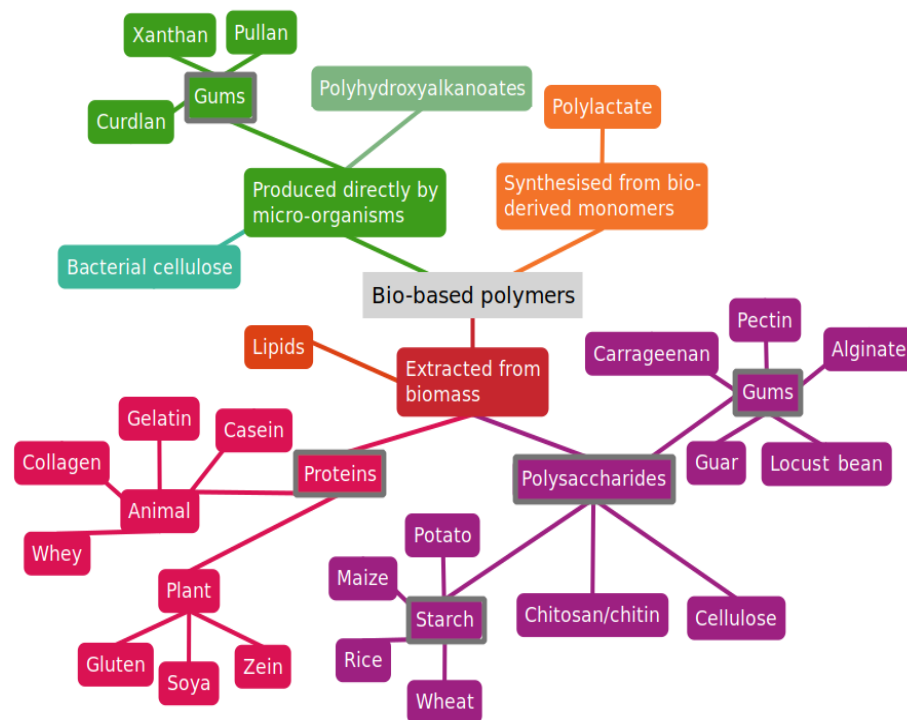 Xanthan
Pullan
Gums
Curdlan
Polyhydroxyalkanoates
Polylactate
Produced directly by
micro-organisms
Synthesised from bio-
derived monomers
Bacterial cellulose
Bio-based polymers
Lipids
Extracted from
biomass
Pectin
Carrageenan
Alginate
Gums
Guar
Locust bean
Gelatin
Casein
Collagen
Proteins
Polysaccharides
Animal
Whey
Potato
Maize
Plant
Starch
Chitosan/chitin
Cellulose
Gluten
Soya
Zein
Rice
Wheat